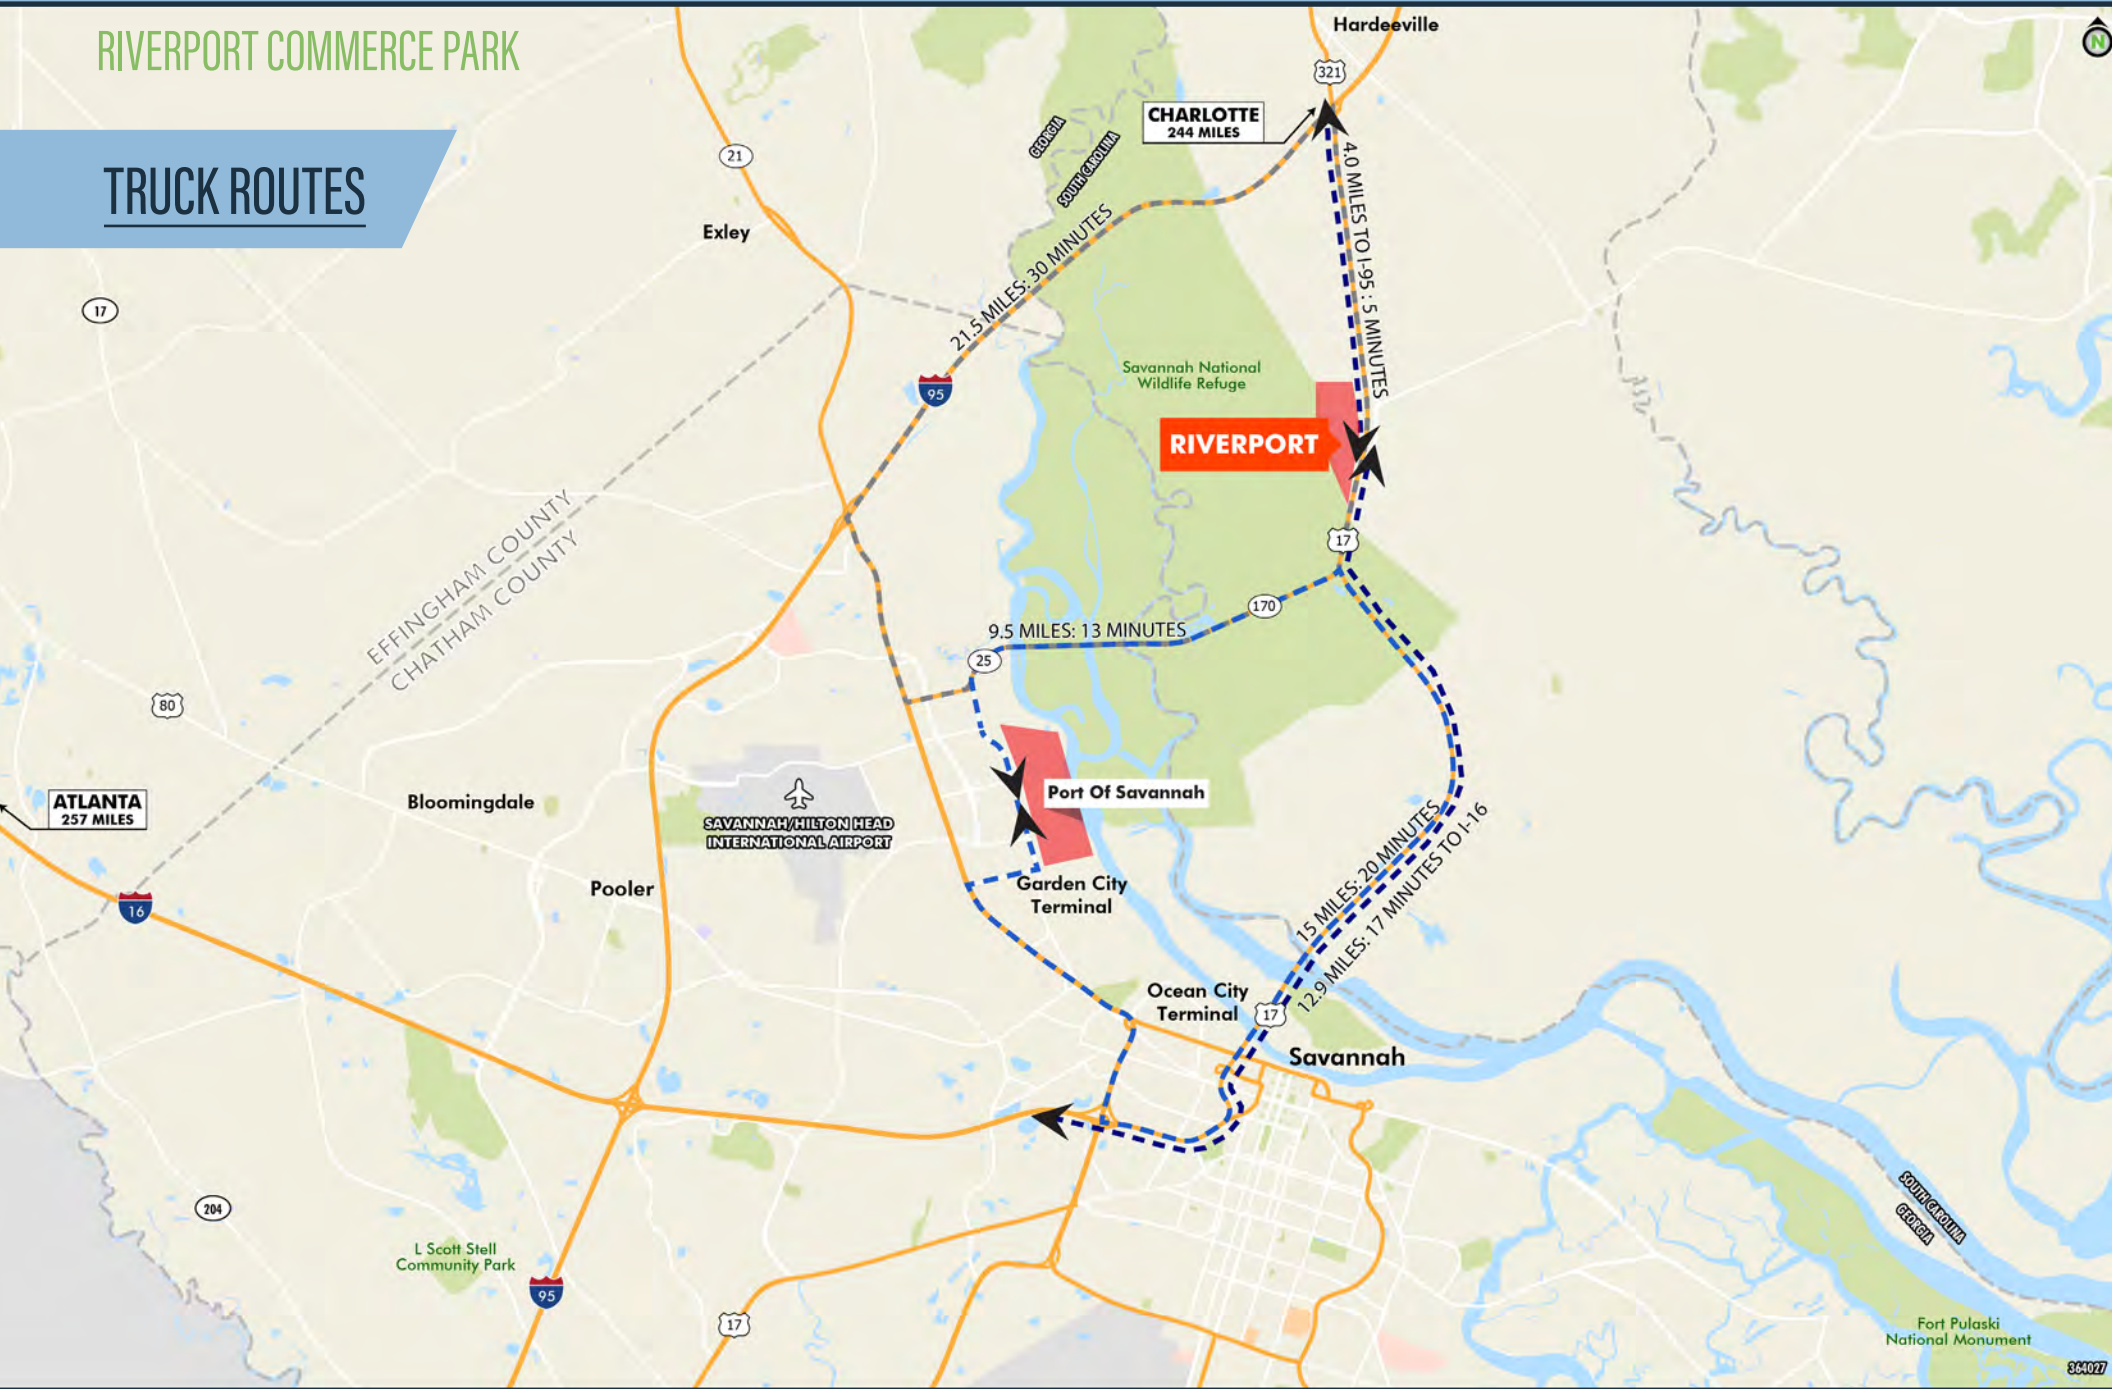 RIVERPORT COMMERCE PARK
TRUCK ROUTES
Hardeeville
N
321
CHARLOTTE
244 MILES
GEORGIA
SOUTH CAROLINA
21
Exley
17
4.0 MILES TO I-95 : 5 MINUTES
21.5 MILES: 30 MINUTES
95
Savannah National
Wildlife Refuge
RIVERPORT
17
EFFINGHAM COUNTY
CHATHAM COUNTY
170
9.5 MILES: 13 MINUTES
25
80
ATLANTA
257 MILES
Bloomingdale
SAVANNAH/HILTON HEAD
INTERNATIONAL AIRPORT
Port Of Savannah
Garden City
Terminal
Pooler
16
15 MILES: 20 MINUTES
12.9 MILES: 17 MINUTES TO I-16
Ocean City
Terminal
17
Savannah
204
L Scott Stell
Community Park
95
17
SOUTH CAROLINA
GEORGIA
Fort Pulaski
National Monument
364027